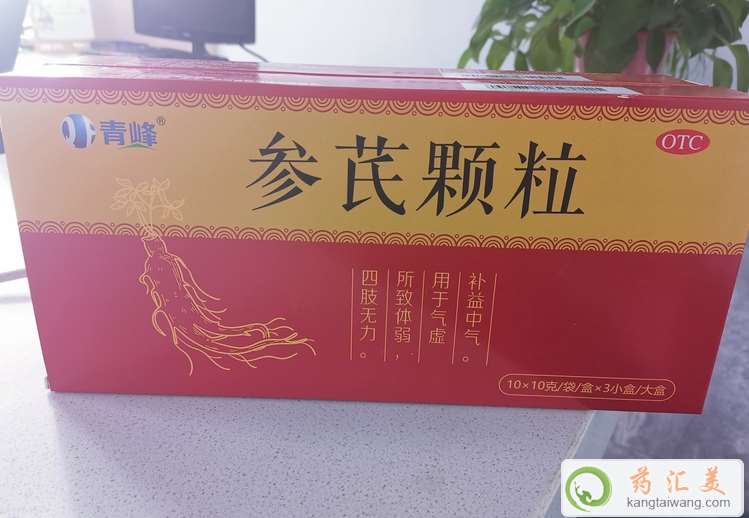 青峰®
参芪颗粒
OTC
补益中气。
用于气虚
所致体弱，
四肢无力。
10×10克/袋/盒×3小盒/大盒
药汇美
kangtaiwang.com